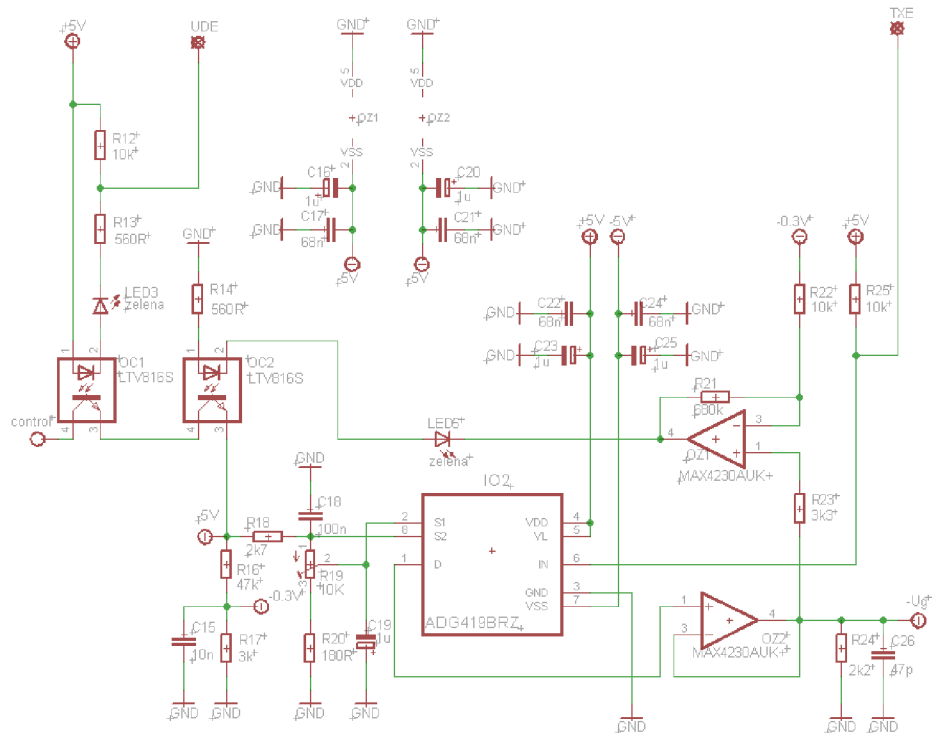 +5V
UDE
GND
GND
TXE
5
VDD
OZ1
VSS
2
5
VDD
OZ2
VSS
2
R12
10k
R13
560R
LED3
zelena
GND
R14
560R
GND
C16
1u
GND
C17
68n
+5V
C20
1u
GND
C21
68n
GND
+5V
+5V
-5V
-0.3V
+5V
GND
C22
68n
GND
C23
1u
C24
68n
GND
C25
1u
GND
R22
10k
R25
10k
1
2
OC1
LTV816S
4
3
control
1
2
OC2
LTV816S
4
3
LED5
zelena
R21
680k
4
3
1
OZ1
MAX4230AUK
R23
3k3
GND
C18
100n
+5V
R18
2k7
R16
47k
-0.3V
1
2
3
R19
10K
C15
10n
R17
3k
R20
180R
C19
1u
IO2
2
S1
8
S2
1
D
VDD
4
VL
5
IN
6
GND
3
VSS
7
ADG419BRZ
1
3
4
OZ2
MAX4230AUK
-Ug
R24
2k2
C26
47p
GND
GND
GND
GND
GND
GND
GND